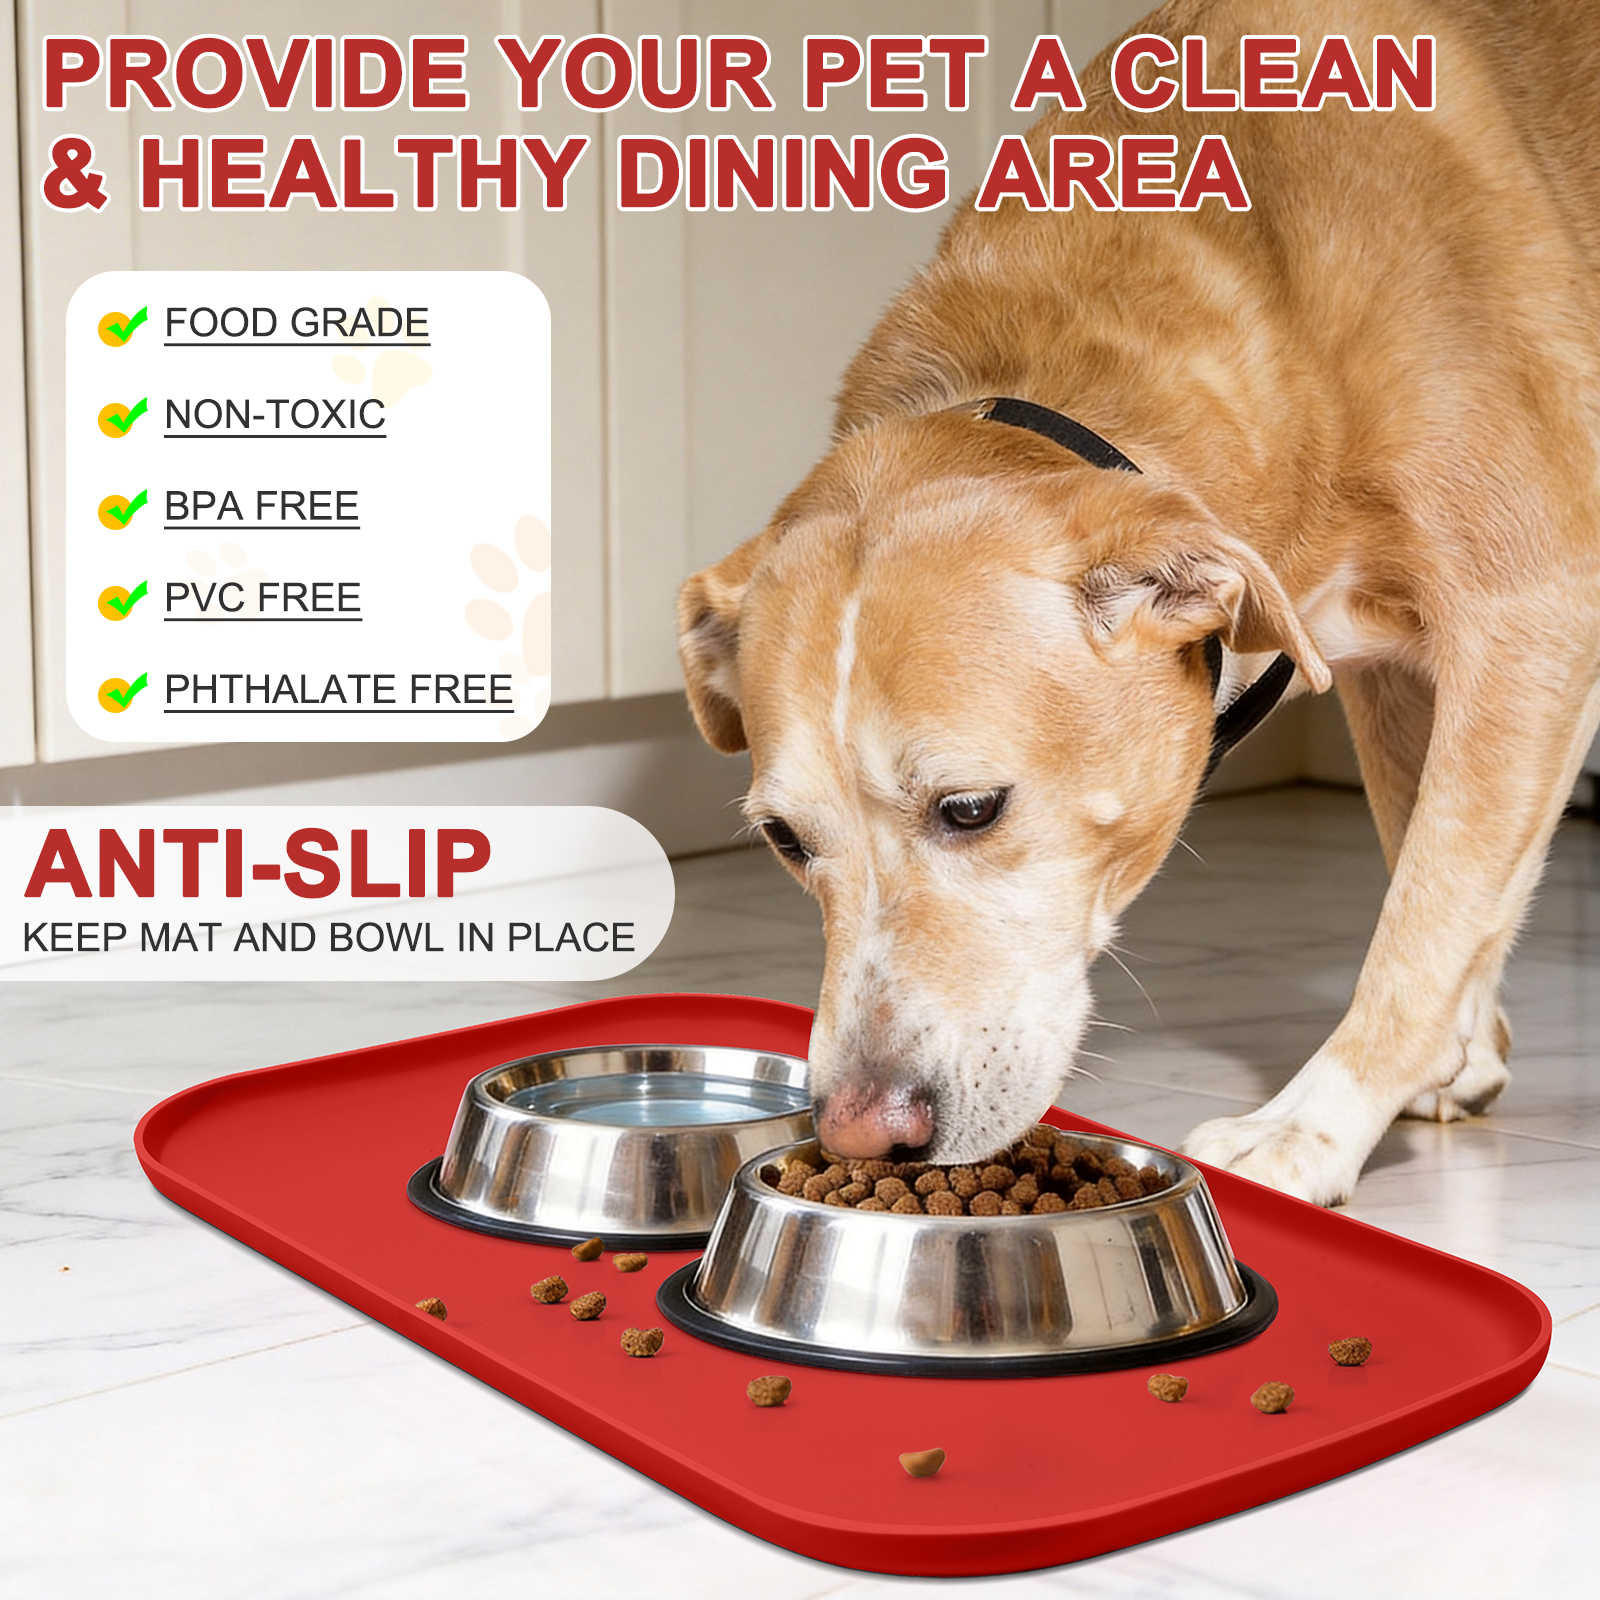 PROVIDE YOUR PET A CLEAN
& HEALTHY DINING AREA
FOOD GRADE
NON-TOXIC
BPA FREE
PVC FREE
PHTHALATE FREE
ANTI-SLIP
KEEP MAT AND BOWL IN PLACE